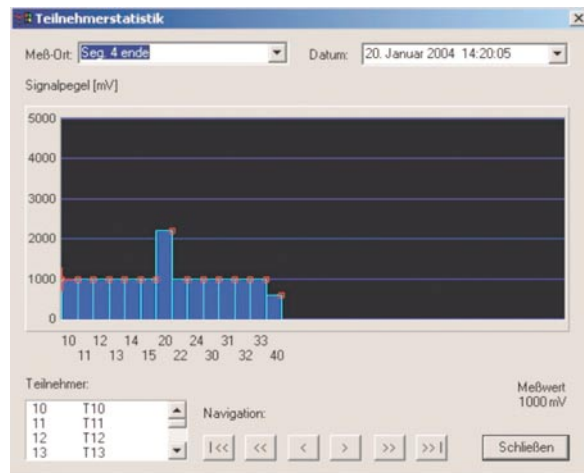 Teilnehmerstatistik
Meß-Ort: Seg. 4 ende
Datum: 20. Januar 2004 14:20:05
Signalpegel [mV]
5000
4000
3000
2000
1000
0
10 12 14 20 24 31 33
11 13 15 22 30 32 40
Teilnehmer:
10 T10
11 T11
12 T12
13 T13
Navigation:
|<< << < > >> >>|
Meßwert
1000 mV
Schließen